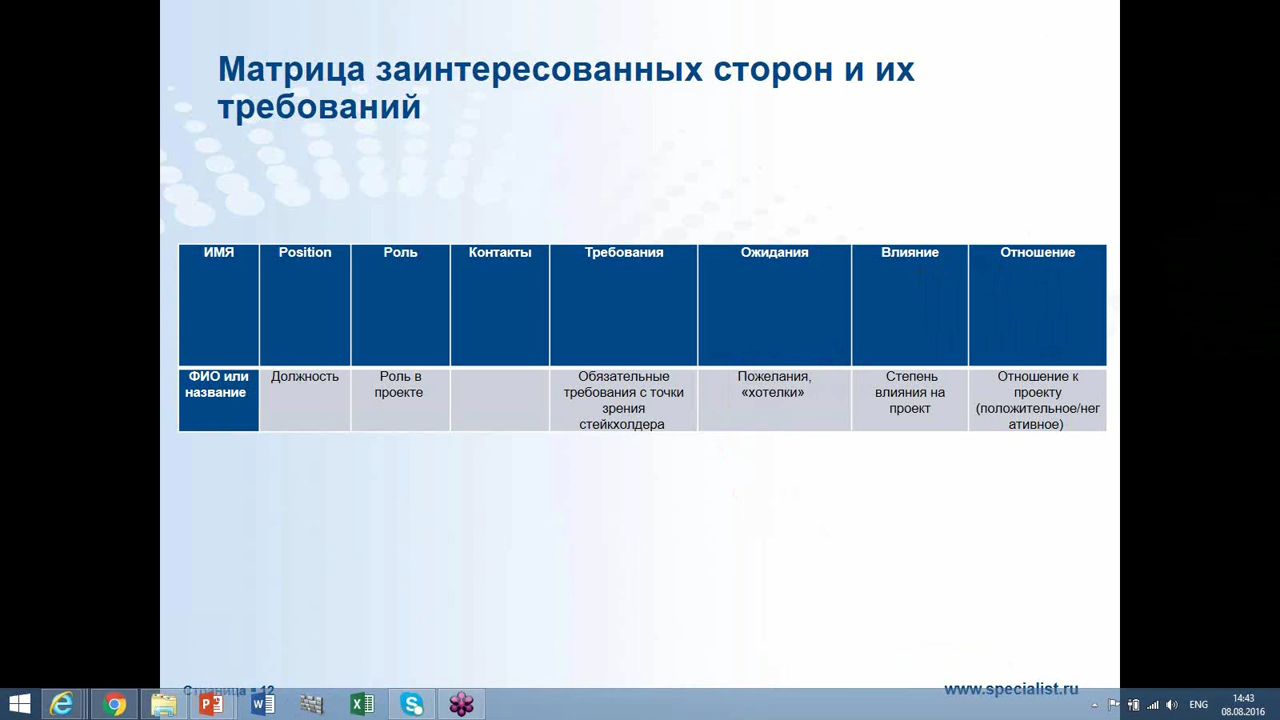 Матрица заинтересованных сторон и их
требований
ИМЯ
Position
Роль
Контакты
Требования
Ожидания
Влияние
Отношение
ФИО или
название
Должность
Роль в
проекте
Обязательные
требования с точки
зрения
стейкхолдера
Пожелания,
«хотелки»
Степень
влияния на
проект
Отношение к
проекту
(положительное/нег
ативное)
Страница ▪ 12
www.specialist.ru
ENG
14:43
08.08.2016